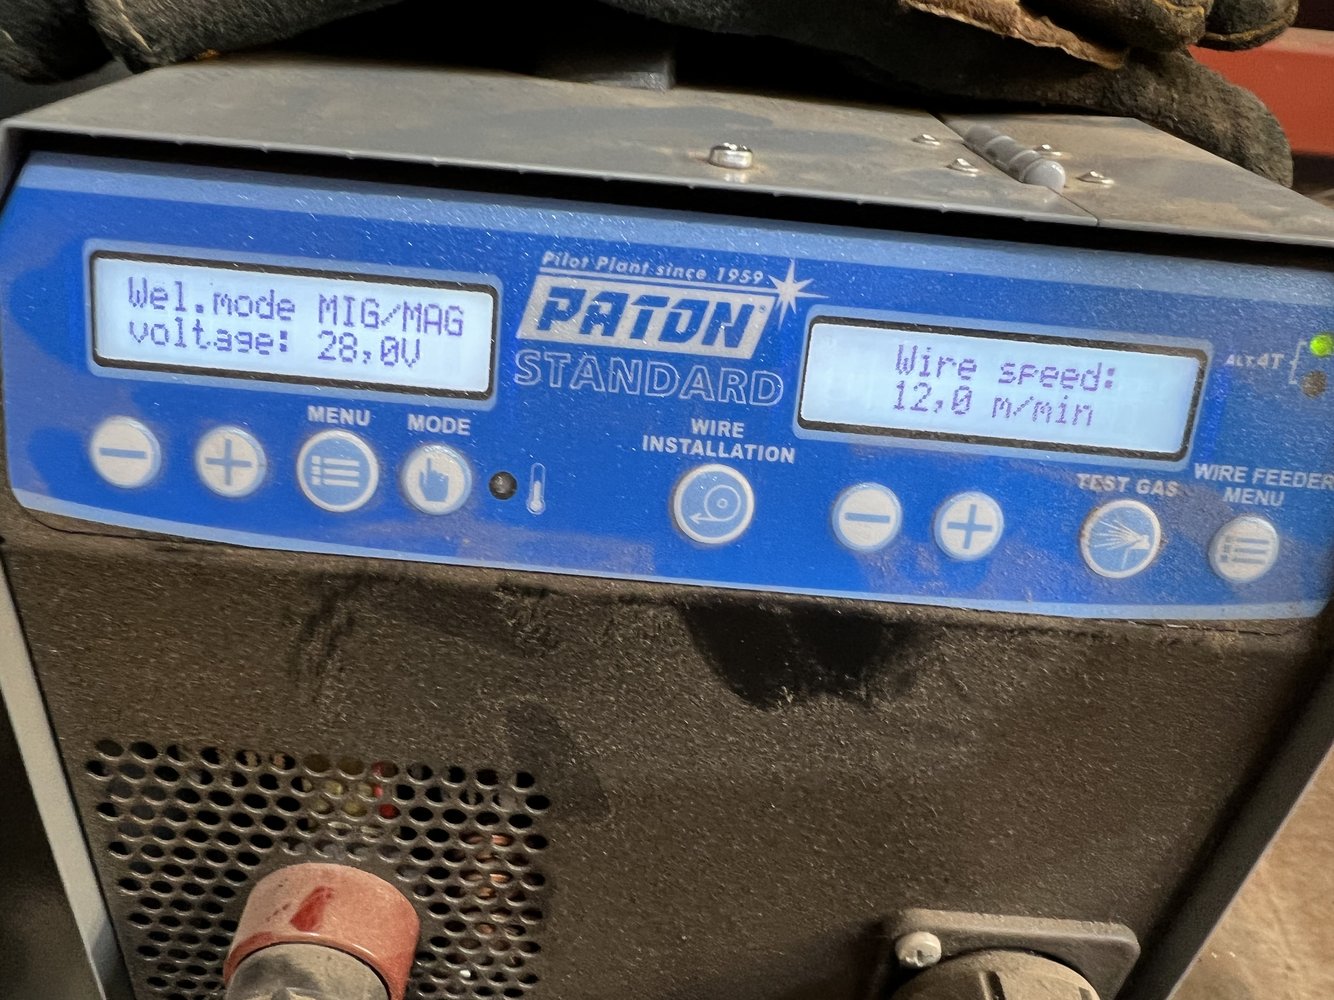 Wel.mode MIG/MAG
voltage: 28,0V
Pilot Plant since 1959
PATON
STANDARD
Wire speed:
12,0 m/min
ALT.4T
MENU
MODE
WIRE
INSTALLATION
TEST GAS
WIRE FEEDER
MENU